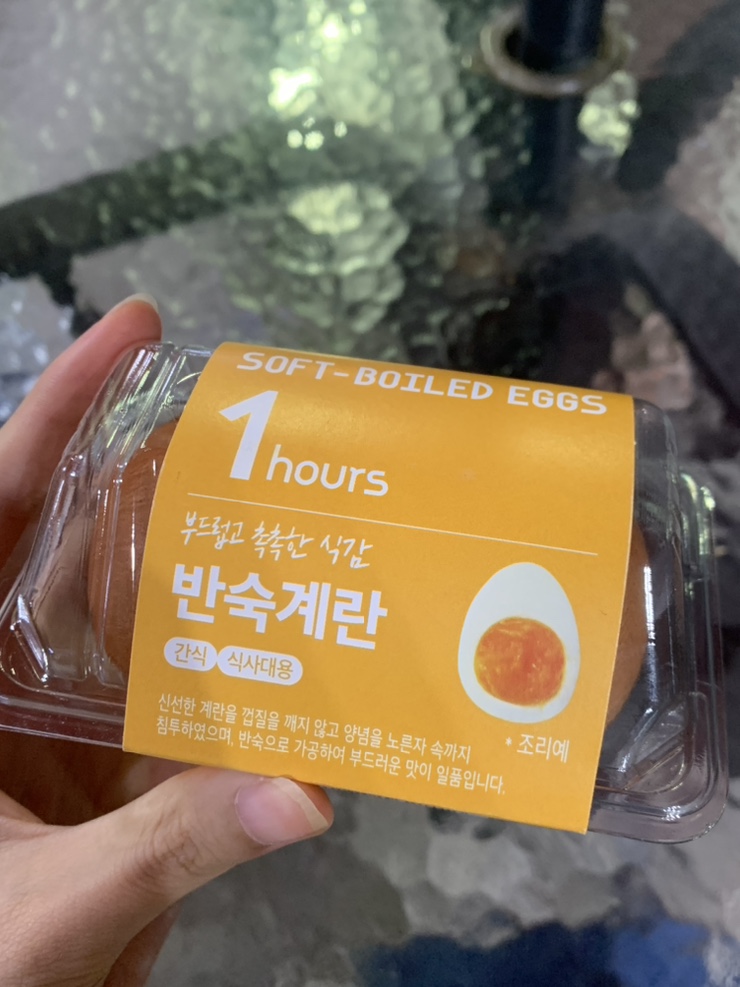 SOFT-BOILED EGGS
1 hours
부드럽고 촉촉한 식감
반숙계란
간식 식사대용
신선한 계란을 껍질을 깨지 않고 양념을 노른자 속까지
침투하였으며, 반숙으로 가공하여 부드러운 맛이 일품입니다.
* 조리예